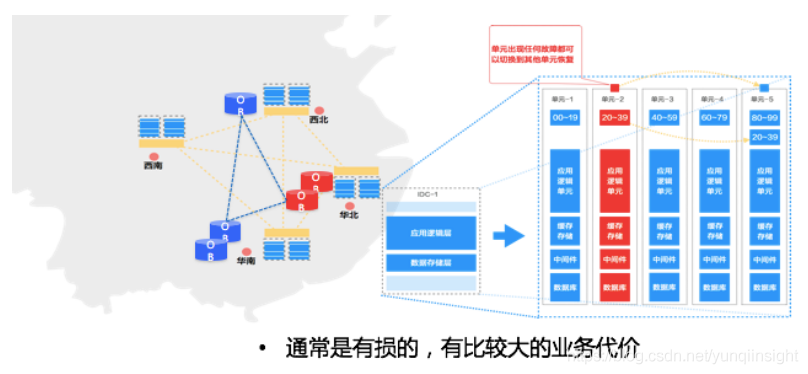 单元出现任何故障都可
以切换到其他单元恢复
单元-1
单元-2
单元-3
单元-4
单元-5
00~19
20~39
40~59
60~79
80~99
20~39
应用
逻辑
单元
应用
逻辑
单元
应用
逻辑
单元
应用
逻辑
单元
应用
逻辑
单元
缓存
存储
缓存
存储
缓存
存储
缓存
存储
缓存
存储
中间件
中间件
中间件
中间件
中间件
数据库
数据库
数据库
数据库
数据库
OB
西北
西南
OB
OB
华北
OB
OB
华南
IDC-1
应用逻辑层
数据存储层
• 通常是有损的，有比较大的业务代价
https://blog.csdn.net/yunqiinsight